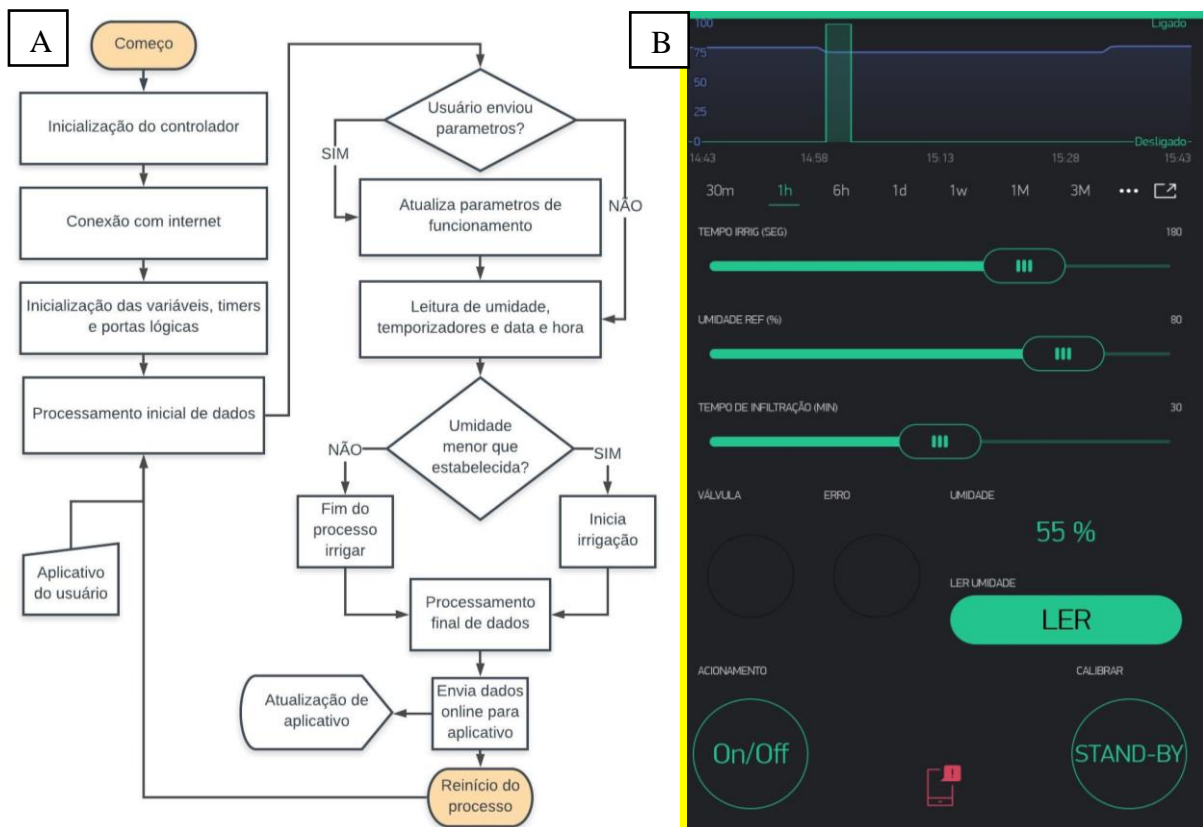 A
Começo
Inicialização do controlador
Conexão com internet
Inicialização das variáveis, timers
e portas lógicas
Processamento inicial de dados
Aplicativo
do usuário
Usuário enviou
parametros?
SIM
NÃO
Atualiza parametros de
funcionamento
Leitura de umidade,
temporizadores e data e hora
Umidade
menor que
estabelecida?
NÃO
SIM
Fim do
processo
irrigar
Inicia
irrigação
Processamento
final de dados
Envia dados
online para
aplicativo
Atualização de
aplicativo
Reinício do
processo
B
100
Ligado
75
50
25
0
Desligado
14:43 14:58 15:13 15:28 15:43
30m 1h 6h 1d 1w 1M 3M
TEMPO IRRIG (SEG) 180
UMIDADE REF (%) 80
TEMPO DE INFILTRAÇÃO (MIN) 30
VÁLVULA ERRO UMIDADE
55 %
LER UMIDADE
LER
ACIONAMENTO CALIBRAR
On/Off STAND-BY